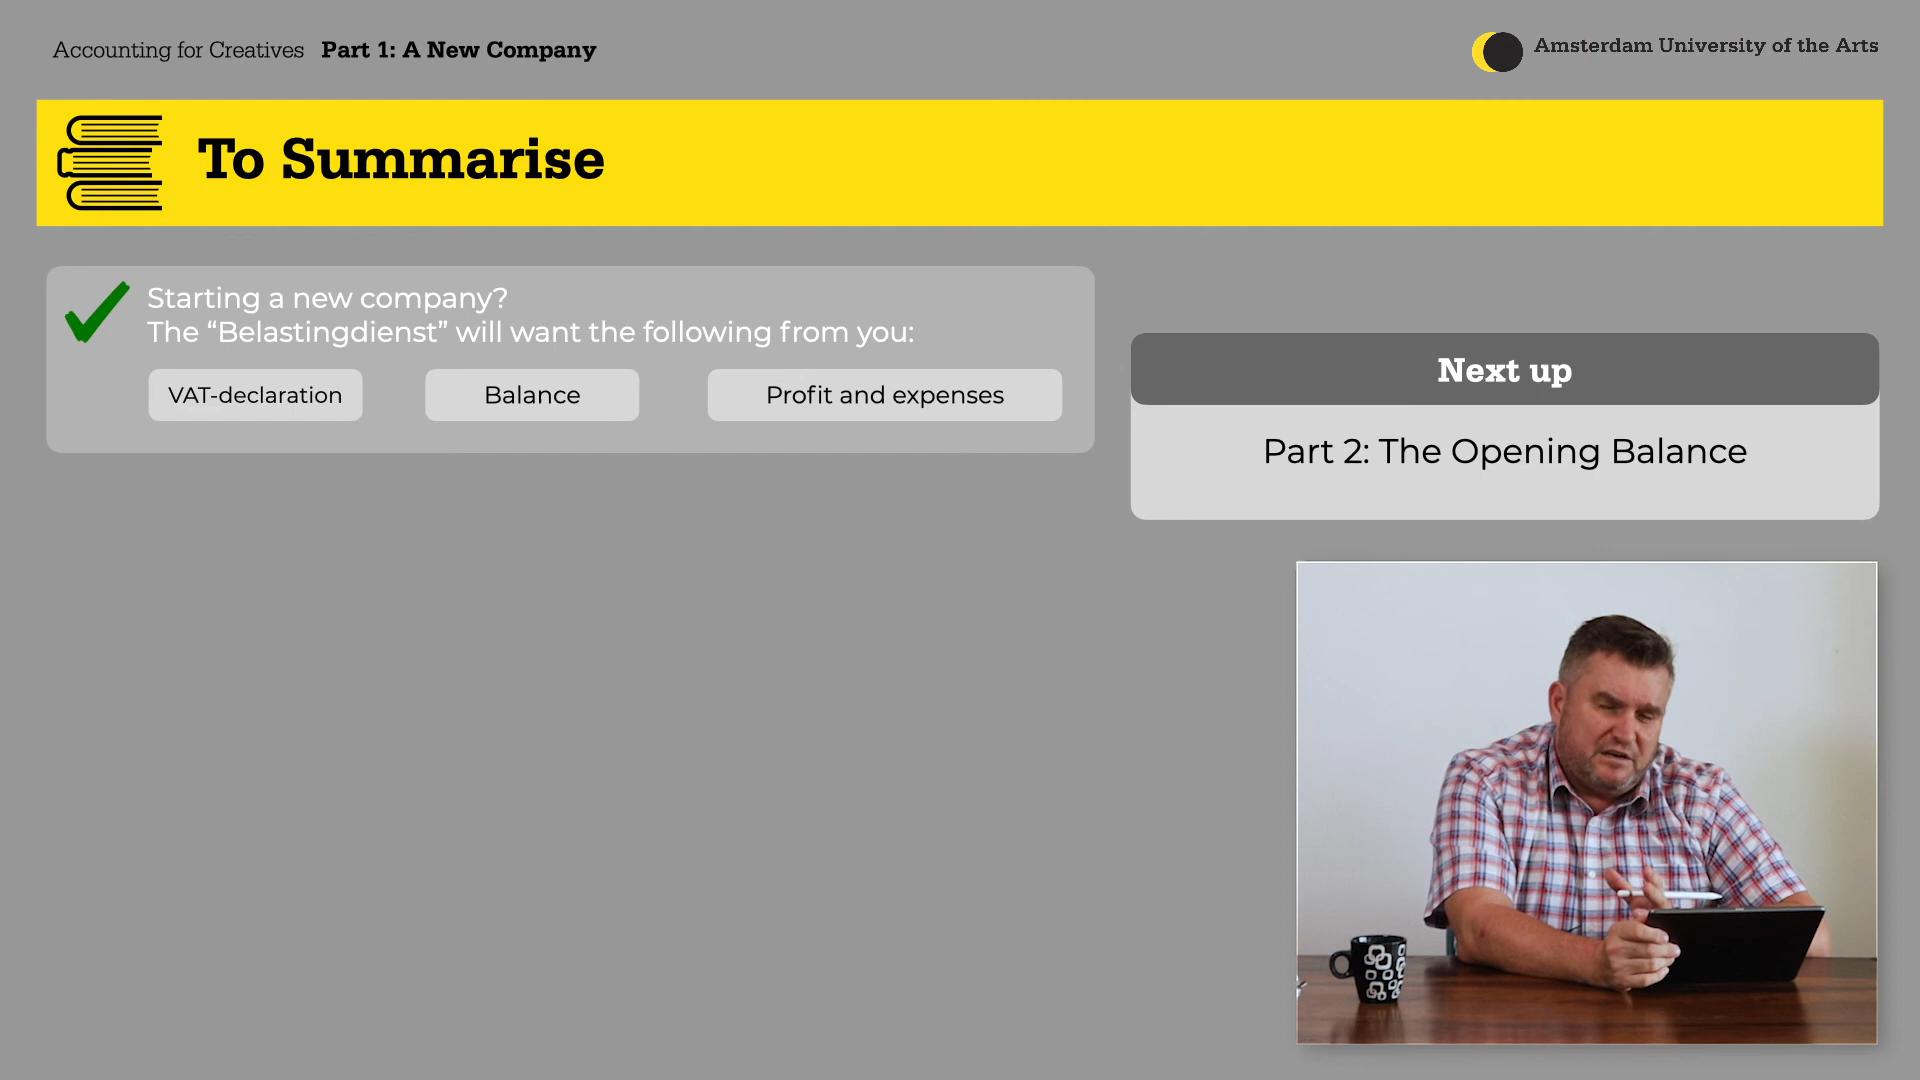 Accounting for Creatives Part 1: A New Company
Amsterdam University of the Arts
To Summarise
Starting a new company?
The “Belastingdienst” will want the following from you:
VAT-declaration
Balance
Profit and expenses
Next up
Part 2: The Opening Balance